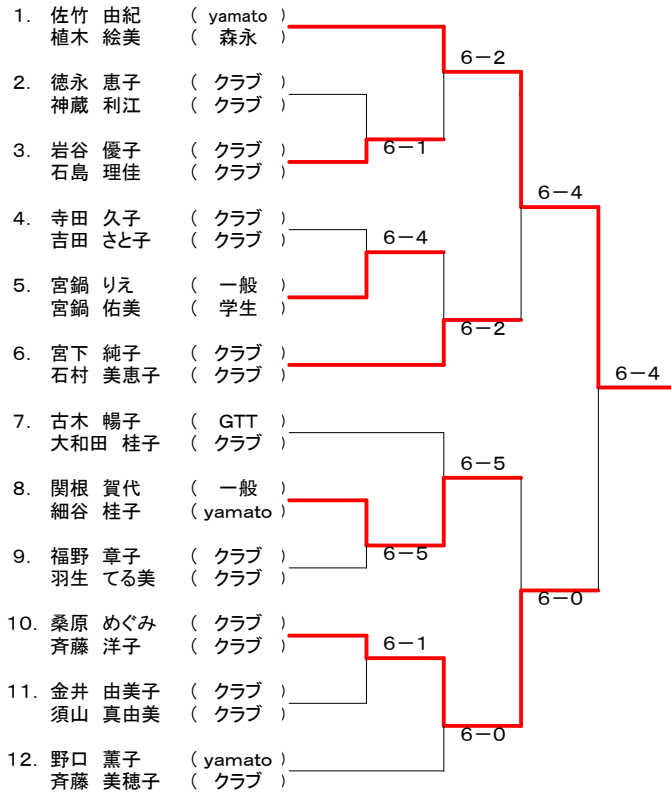 1. 佐竹 由紀 ( yamato )
植木 絵美 ( 森永 )
6-2
2. 徳永 恵子 ( クラブ )
神蔵 利江 ( クラブ )
6-1
3. 岩谷 優子 ( クラブ )
石島 理佳 ( クラブ )
6-4
4. 寺田 久子 ( クラブ )
吉田 さと子 ( クラブ )
6-4
5. 宮鍋 りえ ( 一般 )
宮鍋 佑美 ( 学生 )
6-2
6. 宮下 純子 ( クラブ )
石村 美恵子 ( クラブ )
6-4
7. 古木 暢子 ( GTT )
大和田 桂子 ( クラブ )
6-5
8. 関根 賀代 ( 一般 )
細谷 桂子 ( yamato )
6-5
9. 福野 章子 ( クラブ )
羽生 てる美 ( クラブ )
6-0
10. 桑原 めぐみ ( クラブ )
斉藤 洋子 ( クラブ )
6-1
11. 金井 由美子 ( クラブ )
須山 真由美 ( クラブ )
6-0
12. 野口 薫子 ( yamato )
斉藤 美穂子 ( クラブ )